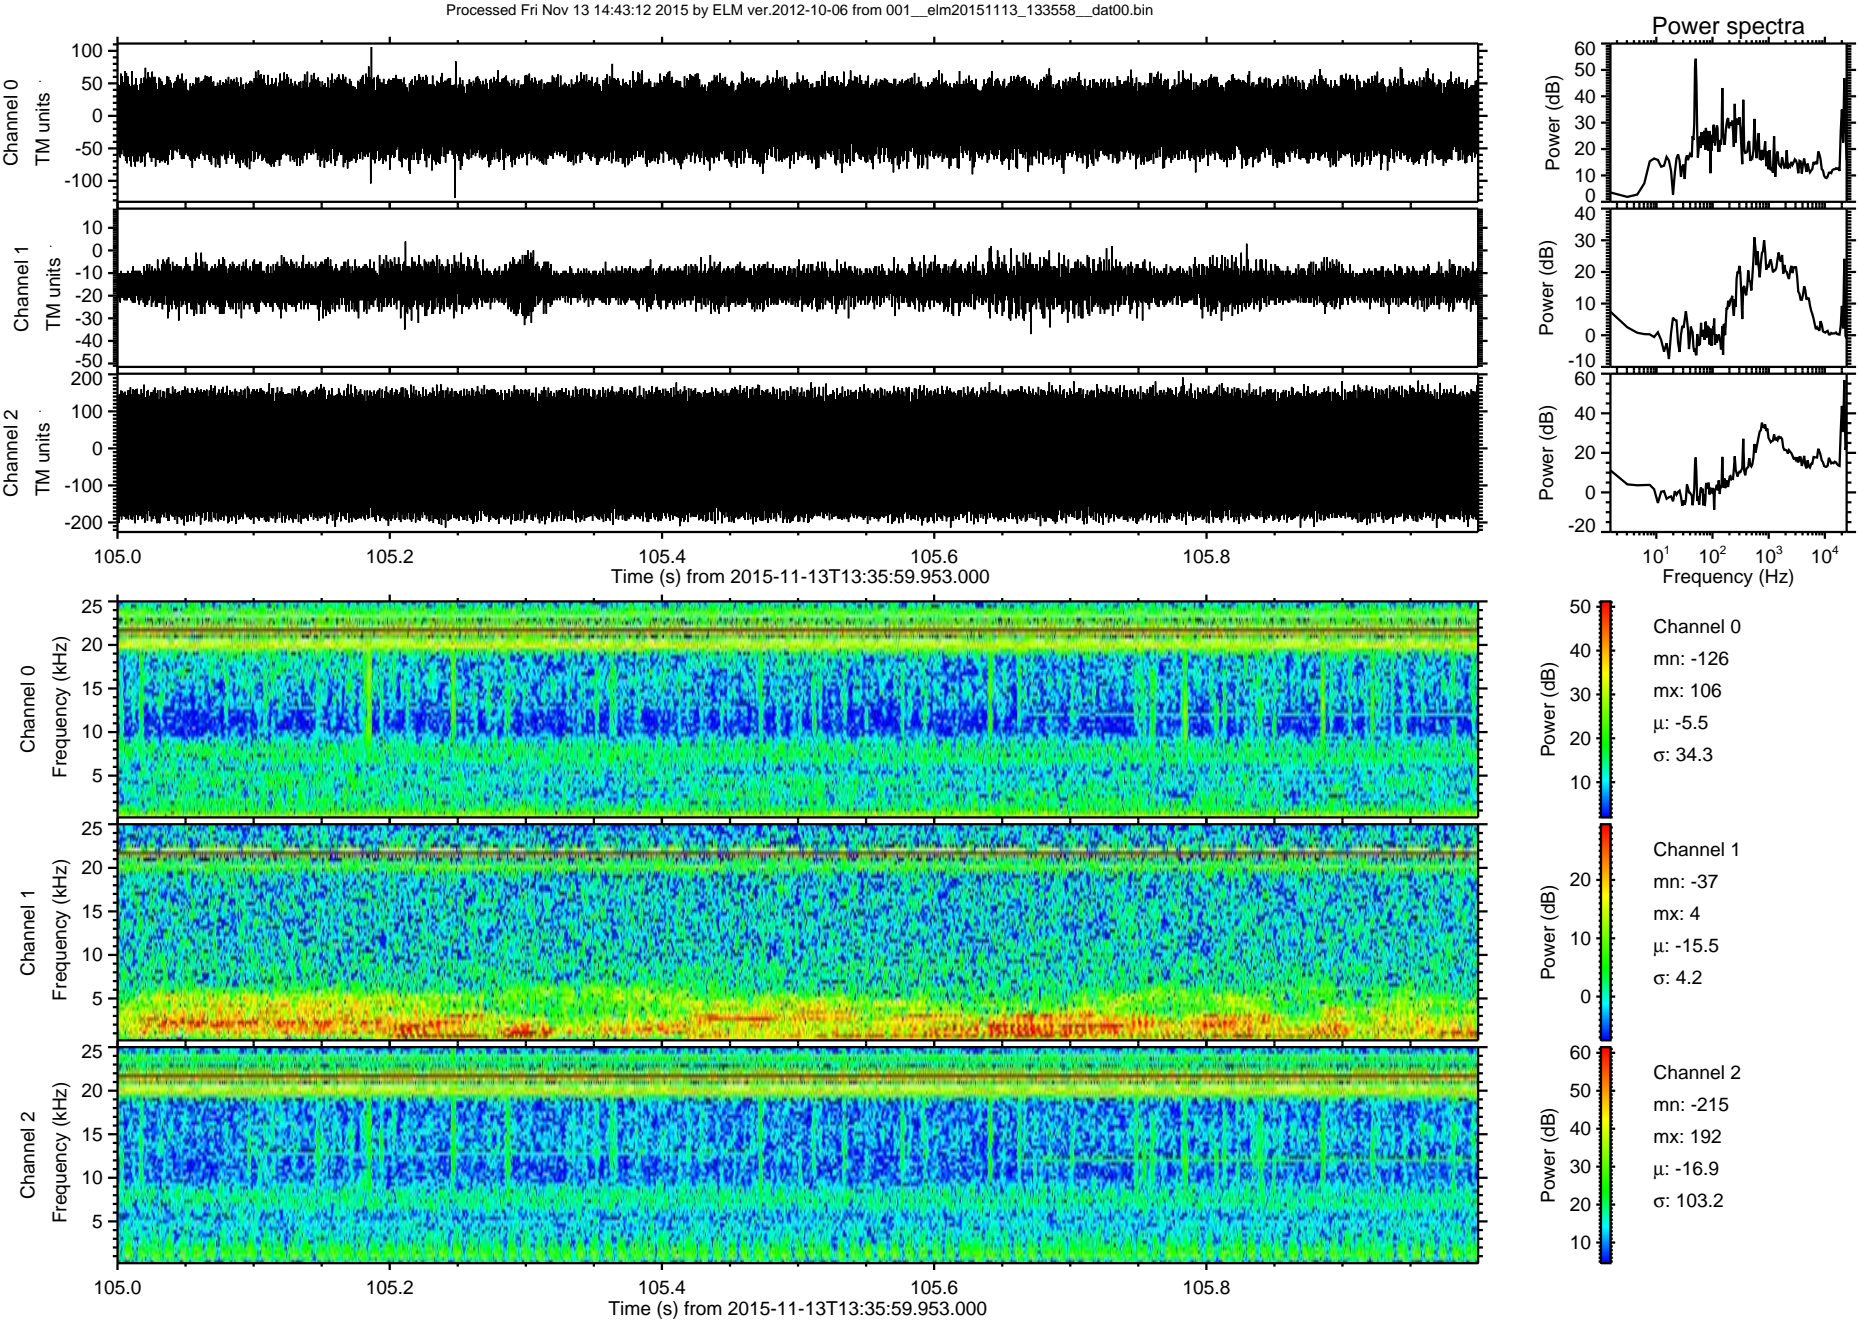 Processed Fri Nov 13 14:43:12 2015 by ELM ver.2012-10-06 from 001__elm20151113_133558__dat00.bin
Power spectra
Channel 0
TM units
100
50
0
-50
-100
Power (dB)
60
50
40
30
20
10
0
Channel 1
TM units
10
0
-10
-20
-30
-40
-50
Power (dB)
40
30
20
10
0
-10
Channel 2
TM units
200
100
0
-100
-200
Power (dB)
60
40
20
0
-20
105.0 105.2 105.4 105.6 105.8
Time (s) from 2015-11-13T13:35:59.953.000
10¹ 10² 10³ 10⁴
Frequency (Hz)
Channel 0
Frequency (kHz)
25
20
15
10
5
Power (dB)
50
40
30
20
10
Channel 0
mn: -126
mx: 106
μ: -5.5
σ: 34.3
Channel 1
Frequency (kHz)
25
20
15
10
5
Power (dB)
20
10
0
Channel 1
mn: -37
mx: 4
μ: -15.5
σ: 4.2
Channel 2
Frequency (kHz)
25
20
15
10
5
Power (dB)
60
50
40
30
20
10
Channel 2
mn: -215
mx: 192
μ: -16.9
σ: 103.2
105.0 105.2 105.4 105.6 105.8
Time (s) from 2015-11-13T13:35:59.953.000